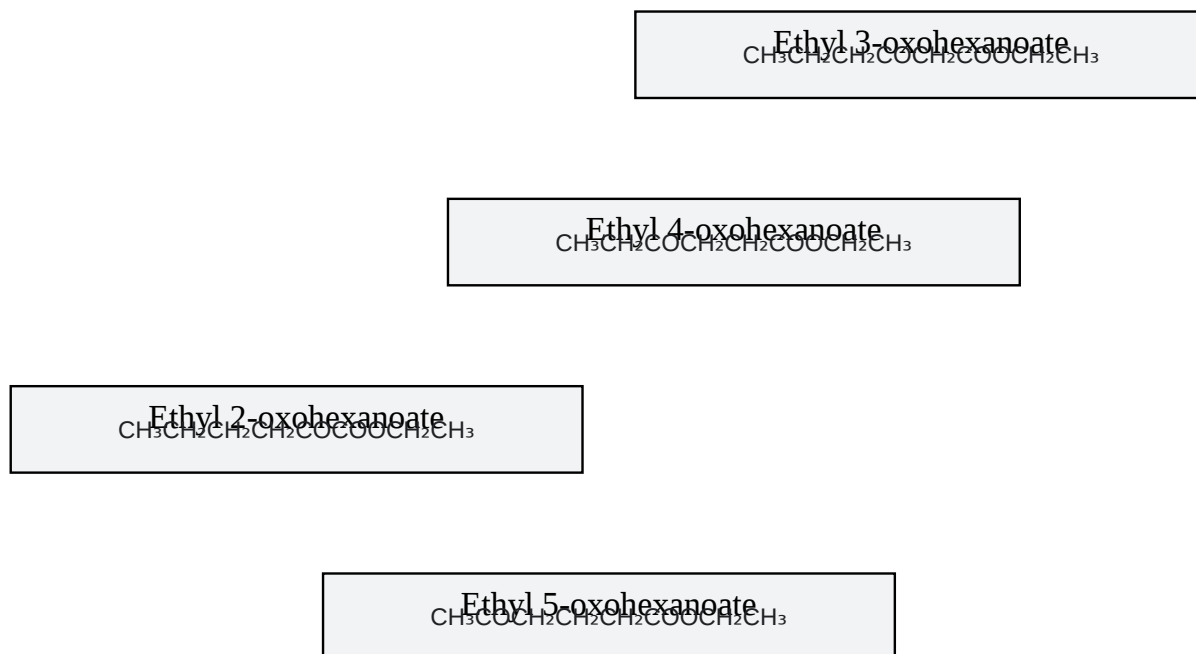 Ethyl 3-oxohexanoate
CH₃CH₂CH₂COCH₂COOCH₂CH₃
Ethyl 4-oxohexanoate
CH₃CH₂COCH₂CH₂COOCH₂CH₃
Ethyl 2-oxohexanoate
CH₃CH₂CH₂CH₂COCOOCH₂CH₃
Ethyl 5-oxohexanoate
CH₃COCH₂CH₂CH₂COOCH₂CH₃